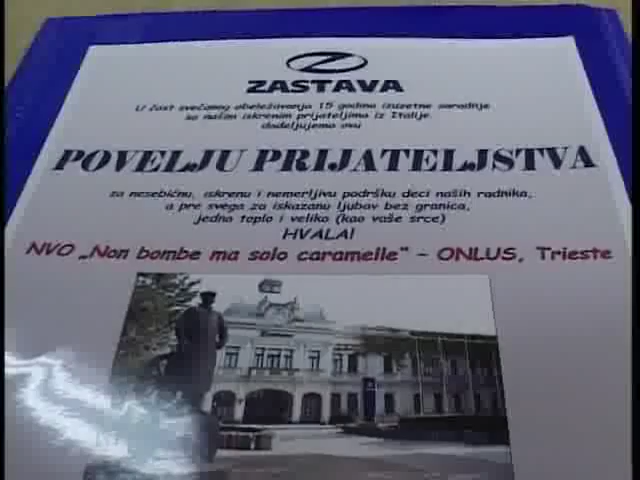 ZASTAVA
U čast svečanog obeležavanja 15 godina izuzetne saradnje
sa našim iskrenim prijateljima iz Italije.
dodeljujemo ovu
POVELJU PRIJATELJSTVA
za nesebičnu, iskrenu i nemerljivu podršku deci naših radnika,
a pre svega za iskazanu ljubav bez granica,
jedno toplo i veliko (kao vaše srce)
HVALA!
NVO „Non bombe ma solo caramelle“ - ONLUS, Trieste